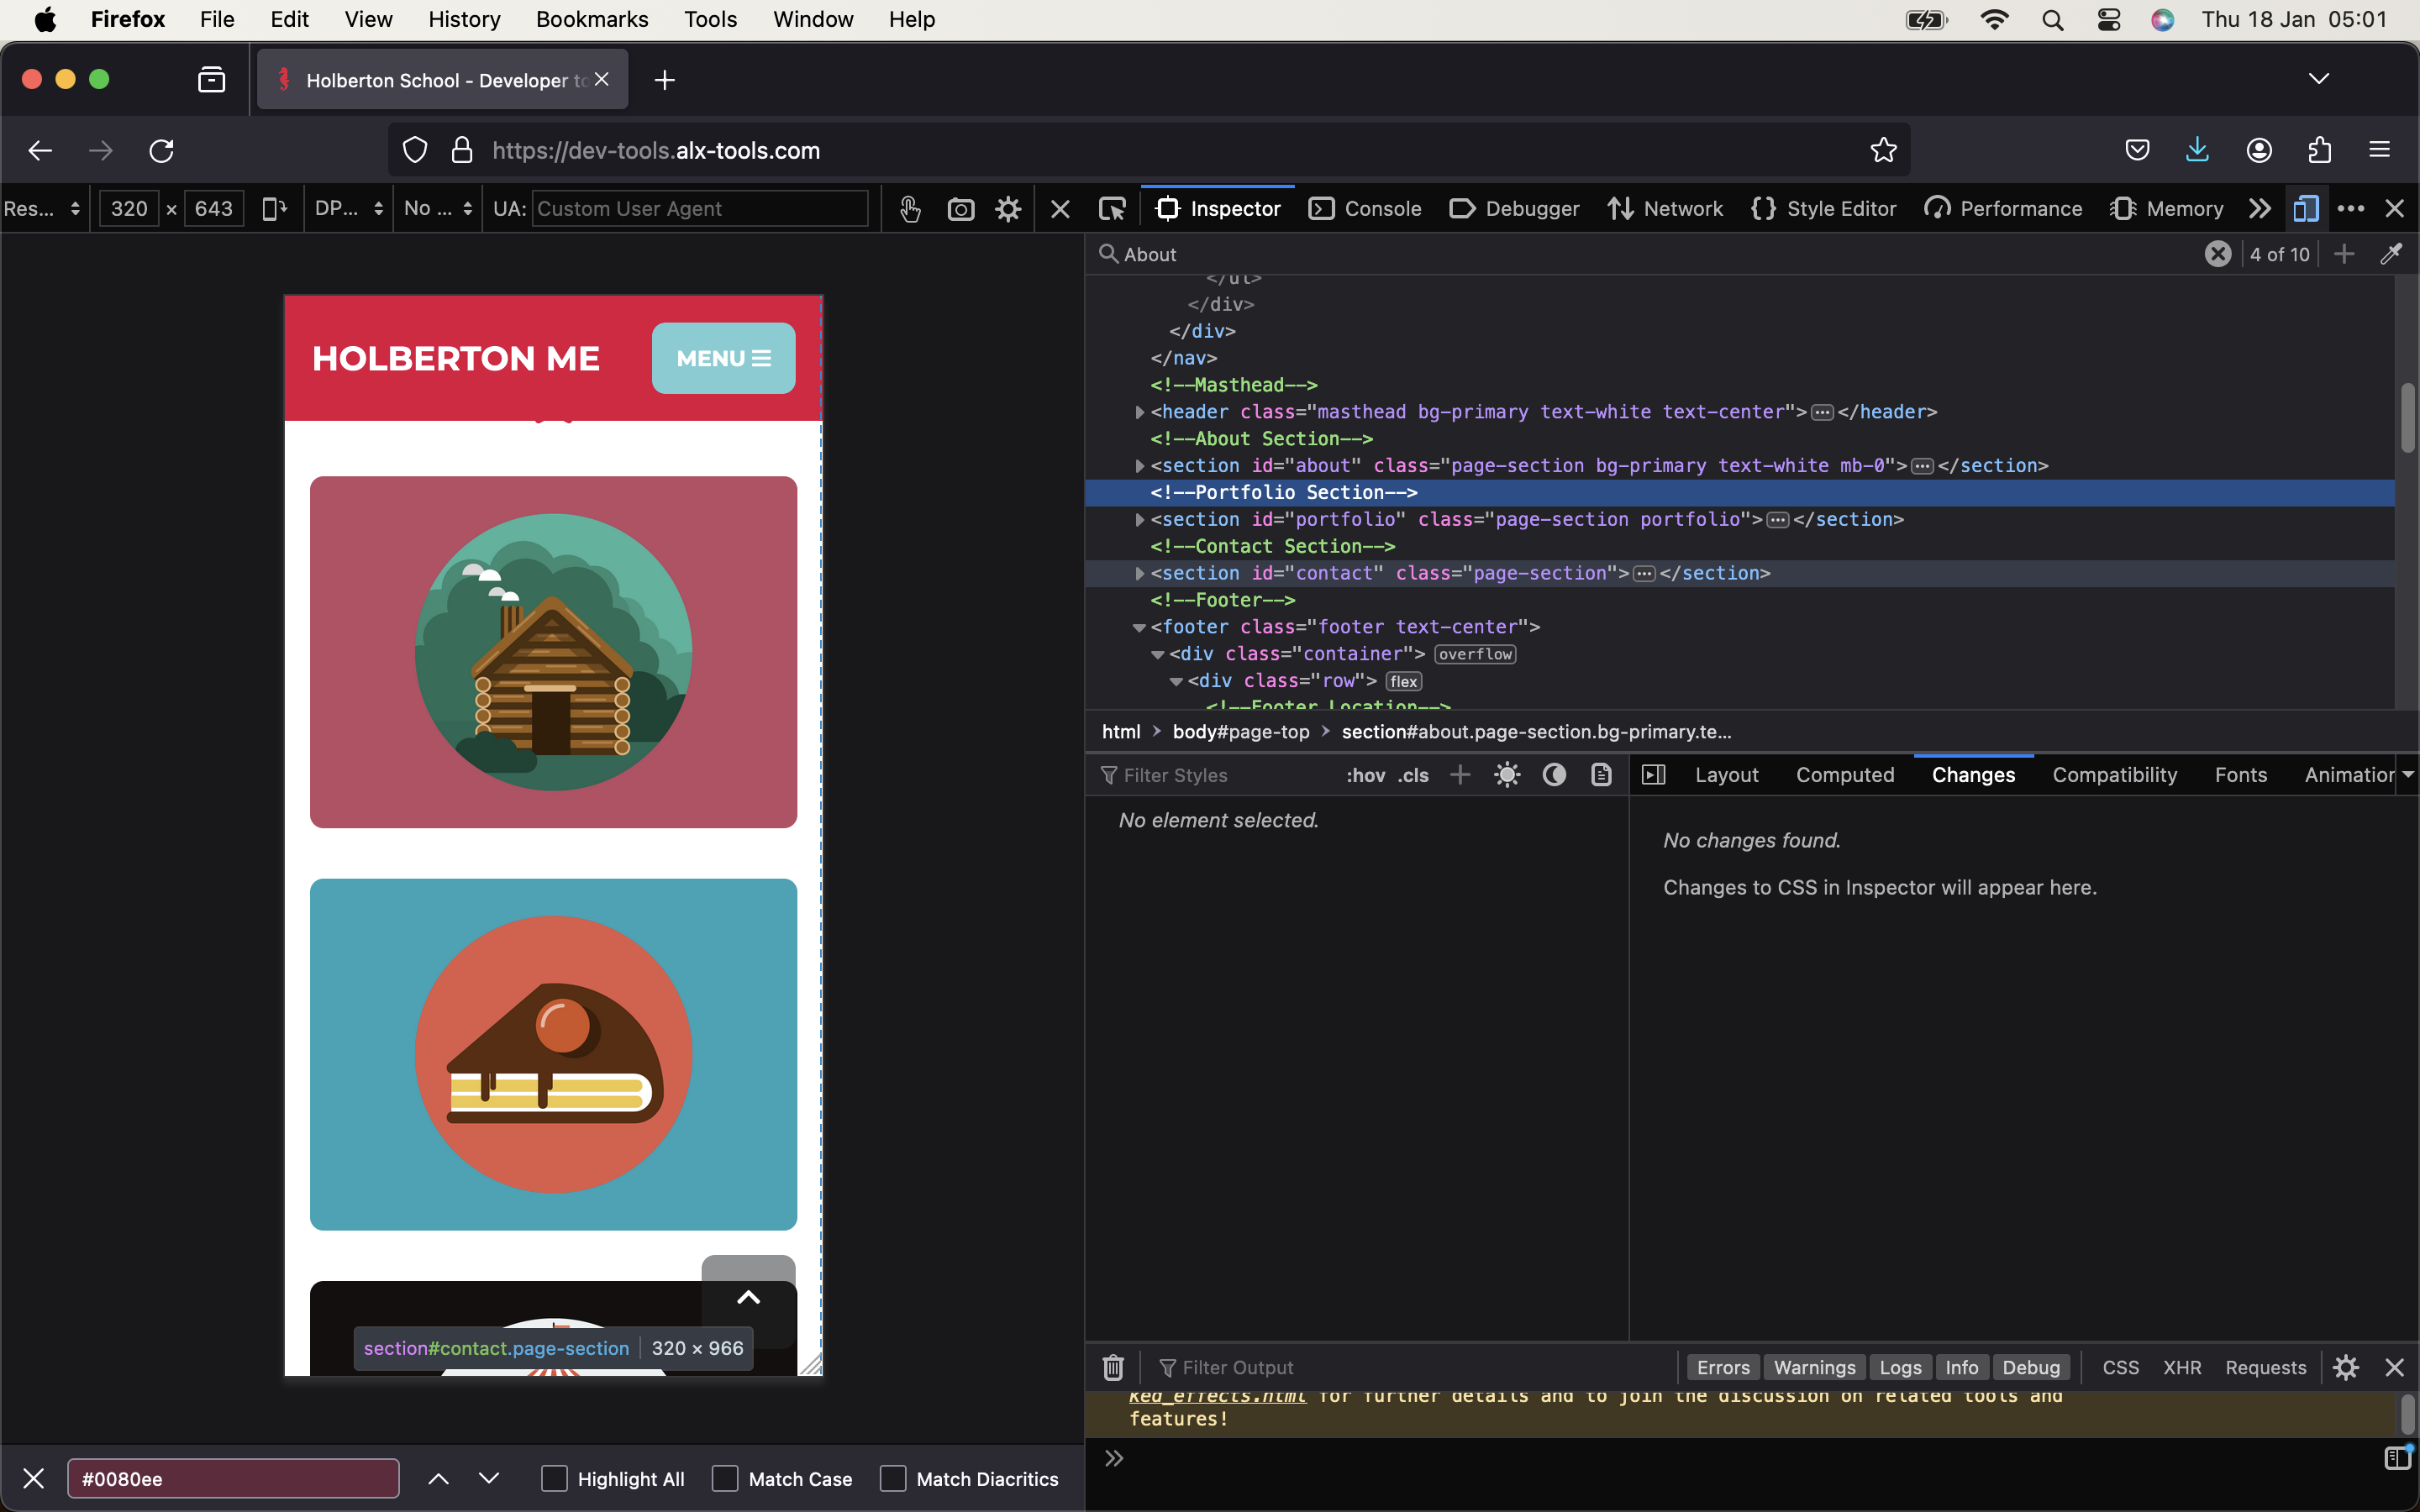 Firefox File Edit View History Bookmarks Tools Window Help Thu 18 Jan 05:01
Holberton School - Developer to
https://dev-tools.alx-tools.com
Res... 320 × 643 DP... No ... UA: Custom User Agent Inspector Console Debugger Network Style Editor Performance Memory
About 4 of 10
</ul>
</div>
</div>
</nav>
<!--Masthead-->
<header class="masthead bg-primary text-white text-center"></header>
<!--About Section-->
<section id="about" class="page-section bg-primary text-white mb-0"></section>
<!--Portfolio Section-->
<section id="portfolio" class="page-section portfolio"></section>
<!--Contact Section-->
<section id="contact" class="page-section"></section>
<!--Footer-->
<footer class="footer text-center">
<div class="container"> overflow
<div class="row"> flex
<!--Footer Location-->
html body#page-top section#about.page-section.bg-primary.te...
Filter Styles :hov .cls
Layout Computed Changes Compatibility Fonts Animation
No element selected.
No changes found.
Changes to CSS in Inspector will appear here.
Filter Output Errors Warnings Logs Info Debug CSS XHR Requests
ked_effects.html for further details and to join the discussion on related tools and
features!
HOLBERTON ME
MENU
section#contact.page-section 320 × 966
#0080ee Highlight All Match Case Match Diacritics